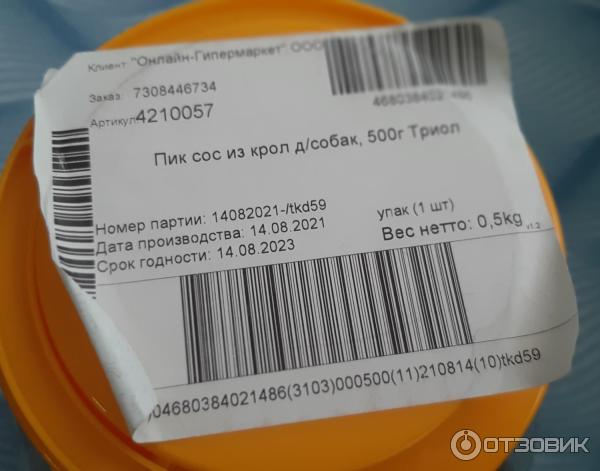 Клиент: "Онлайн-Гипермаркет" ООО
Заказ: 7308446734
Артикул: 4210057
Пик сос из крол д/собак, 500г Триол
Номер партии: 14082021-/tkd59
Дата производства: 14.08.2021
Срок годности: 14.08.2023
упак (1 шт)
Вес нетто: 0,5kg
v1.2
04680384021486(3103)000500(11)210814(10)tkd59
ОТЗОВИК